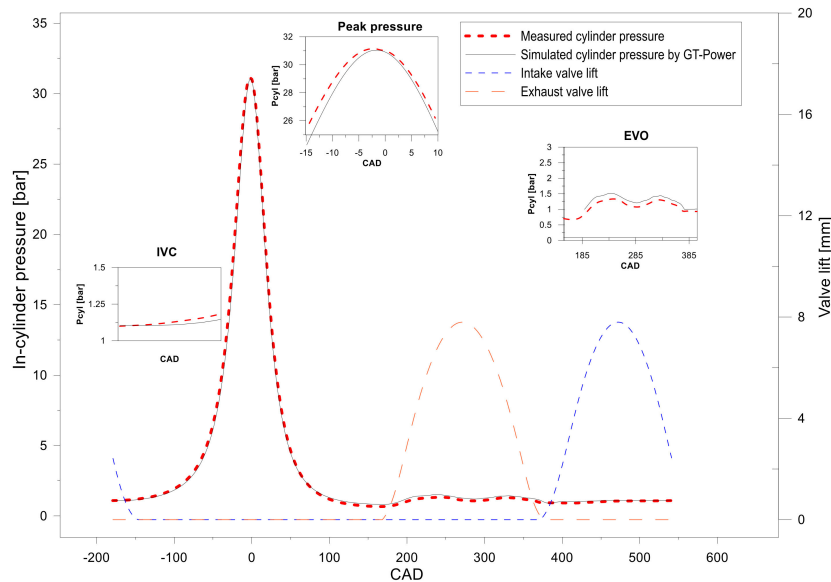 Peak pressure
32
30
28
26
Pcyl [bar]
-15
-10
-5
0
5
10
CAD
Measured cylinder pressure
Simulated cylinder pressure by GT-Power
Intake valve lift
Exhaust valve lift
EVO
3
2.5
2
1.5
1
0.5
0
Pcyl [bar]
185
285
385
CAD
IVC
1.5
1.25
1
Pcyl [bar]
CAD
In-cylinder pressure [bar]
35
30
25
20
15
10
5
0
Valve lift [mm]
20
16
12
8
4
0
-200
-100
0
100
200
300
400
500
600
CAD